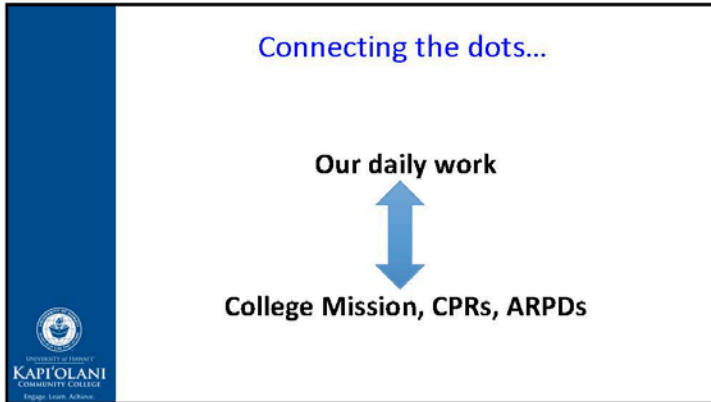 Connecting the dots...
Our daily work
College Mission, CPRs, ARPDs
UNIVERSITY of HAWAI'I
KAPI'OLANI
COMMUNITY COLLEGE
Engage. Learn. Achieve.